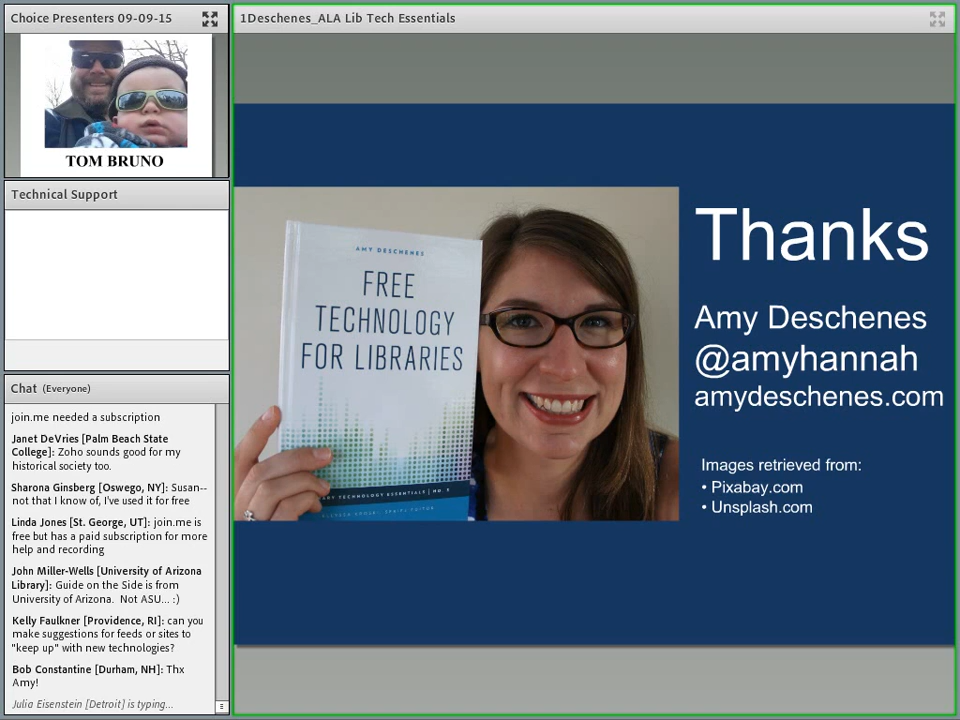 Choice Presenters 09-09-15
TOM BRUNO
Technical Support
Chat (Everyone)
join.me needed a subscription
Janet DeVries [Palm Beach State
College]: Zoho sounds good for my
historical society too.
Sharona Ginsberg [Oswego, NY]: Susan--
not that I know of, I've used it for free
Linda Jones [St. George, UT]: join.me is
free but has a paid subscription for more
help and recording
John Miller-Wells [University of Arizona
Library]: Guide on the Side is from
University of Arizona. Not ASU... :)
Kelly Faulkner [Providence, RI]: can you
make suggestions for feeds or sites to
"keep up" with new technologies?
Bob Constantine [Durham, NH]: Thx
Amy!
Julia Eisenstein [Detroit] is typing...
1Deschenes_ALA Lib Tech Essentials
AMY DESCHENES
FREE
TECHNOLOGY
FOR LIBRARIES
TECHNOLOGY ESSENTIALS | NO.
Thanks
Amy Deschenes
@amyhannah
amydeschenes.com
Images retrieved from:
• Pixabay.com
• Unsplash.com